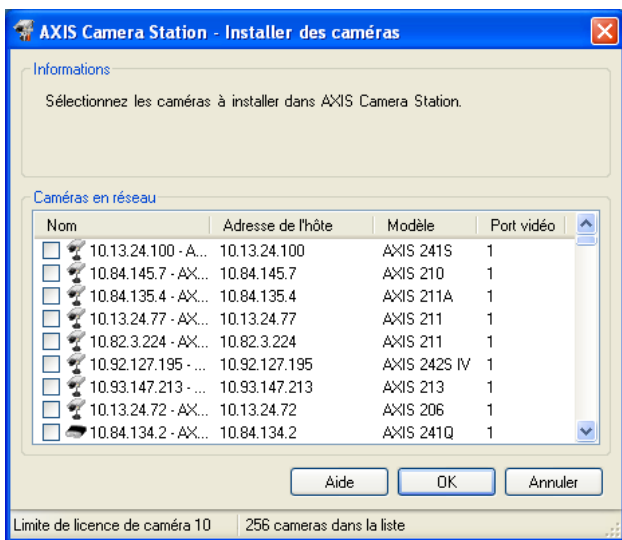 AXIS Camera Station - Installer des caméras
Informations
Sélectionnez les caméras à installer dans AXIS Camera Station.
Caméras en réseau
Nom Adresse de l'hôte Modèle Port vidéo
10.13.24.100 - A... 10.13.24.100 AXIS 241S 1
10.84.145.7 - AX... 10.84.145.7 AXIS 210 1
10.84.135.4 - AX... 10.84.135.4 AXIS 211A 1
10.13.24.77 - AX... 10.13.24.77 AXIS 211 1
10.82.3.224 - AX... 10.82.3.224 AXIS 211 1
10.92.127.195 - ... 10.92.127.195 AXIS 242S IV 1
10.93.147.213 - ... 10.93.147.213 AXIS 213 1
10.13.24.72 - AX... 10.13.24.72 AXIS 206 1
10.84.134.2 - AX... 10.84.134.2 AXIS 241Q 1
Aide OK Annuler
Limite de licence de caméra 10 256 cameras dans la liste